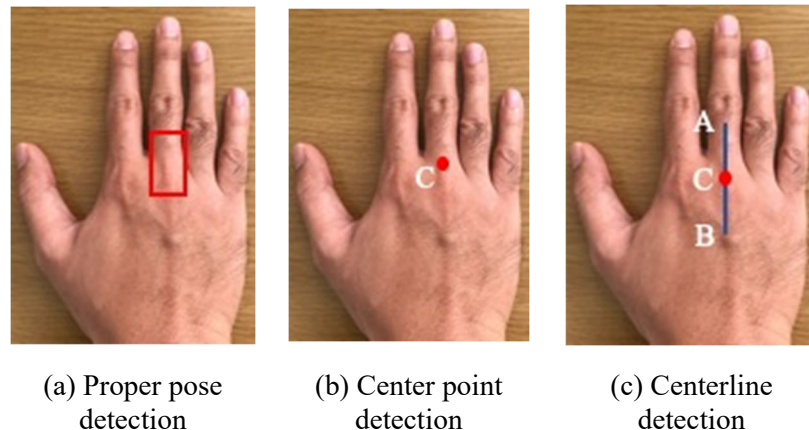 C
A
C
B
(a) Proper pose
detection
(b) Center point
detection
(c) Centerline
detection